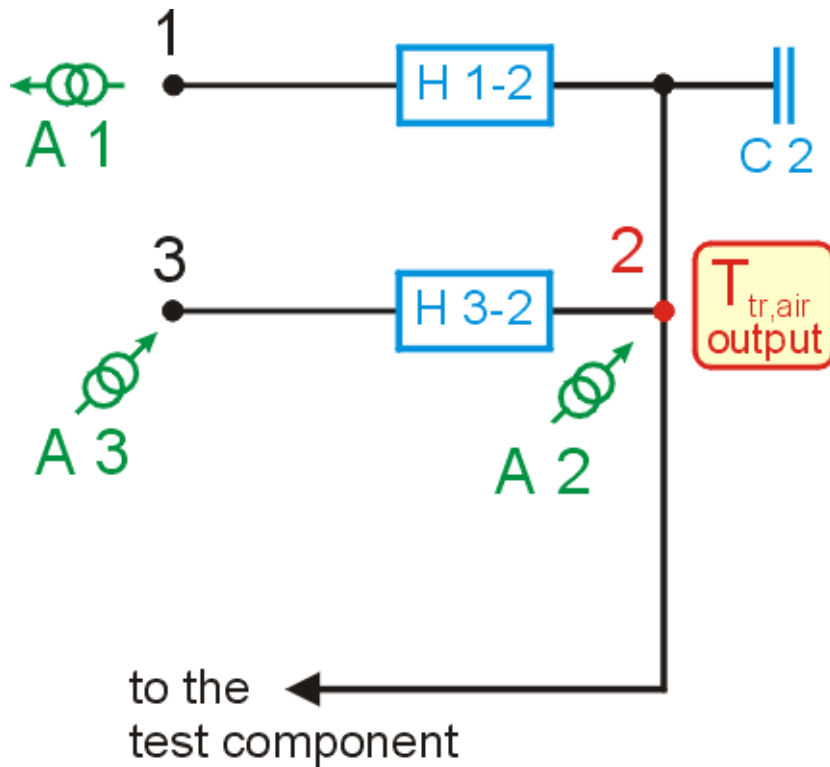 1
H 1-2
A 1
C 2
3
2
H 3-2
T tr,air
output
A 3
A 2
to the
test component